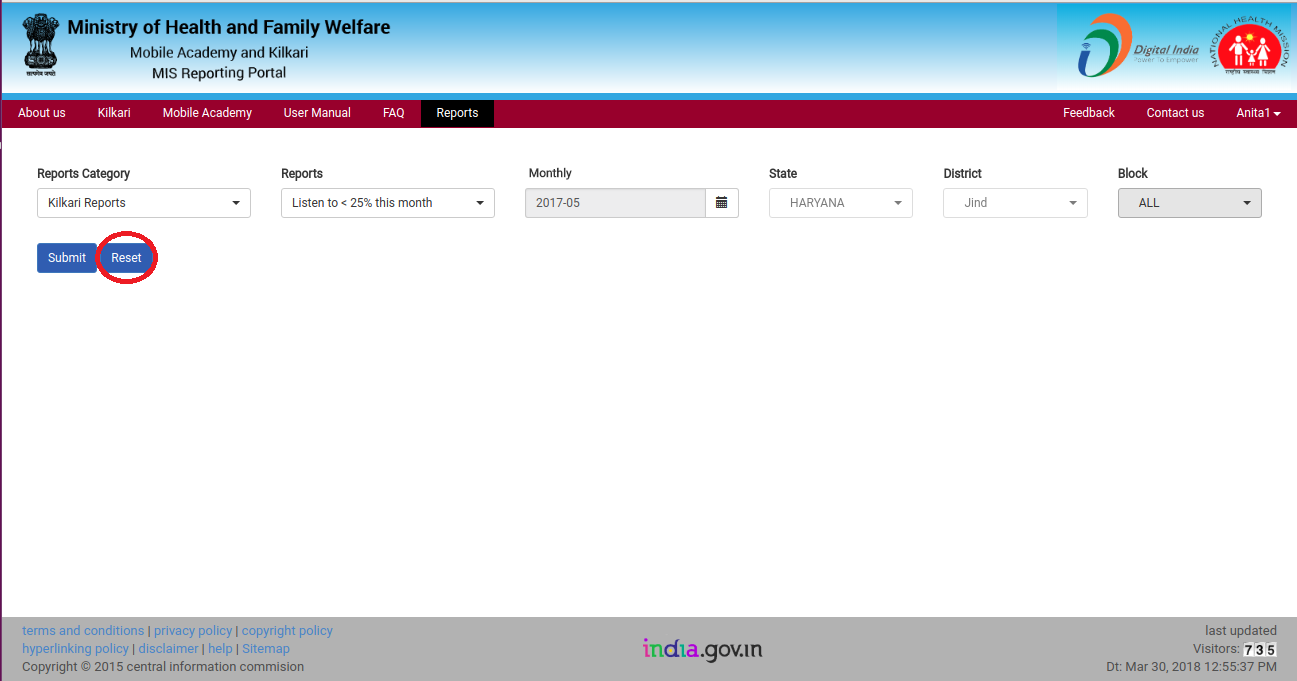 Ministry of Health and Family Welfare
Mobile Academy and Kilkari
MIS Reporting Portal
सत्यमेव जयते
Digital India
Power To Empower
NATIONAL HEALTH MISSION
राष्ट्रीय स्वास्थ्य मिशन
About us Kilkari Mobile Academy User Manual FAQ Reports Feedback Contact us Anita1
Reports Category Reports Monthly State District Block
Kilkari Reports Listen to < 25% this month 2017-05 HARYANA Jind ALL
Submit Reset
terms and conditions | privacy policy | copyright policy
hyperlinking policy | disclaimer | help | Sitemap
Copyright © 2015 central information commision
india.gov.in
last updated
Visitors: 735
Dt: Mar 30, 2018 12:55:37 PM